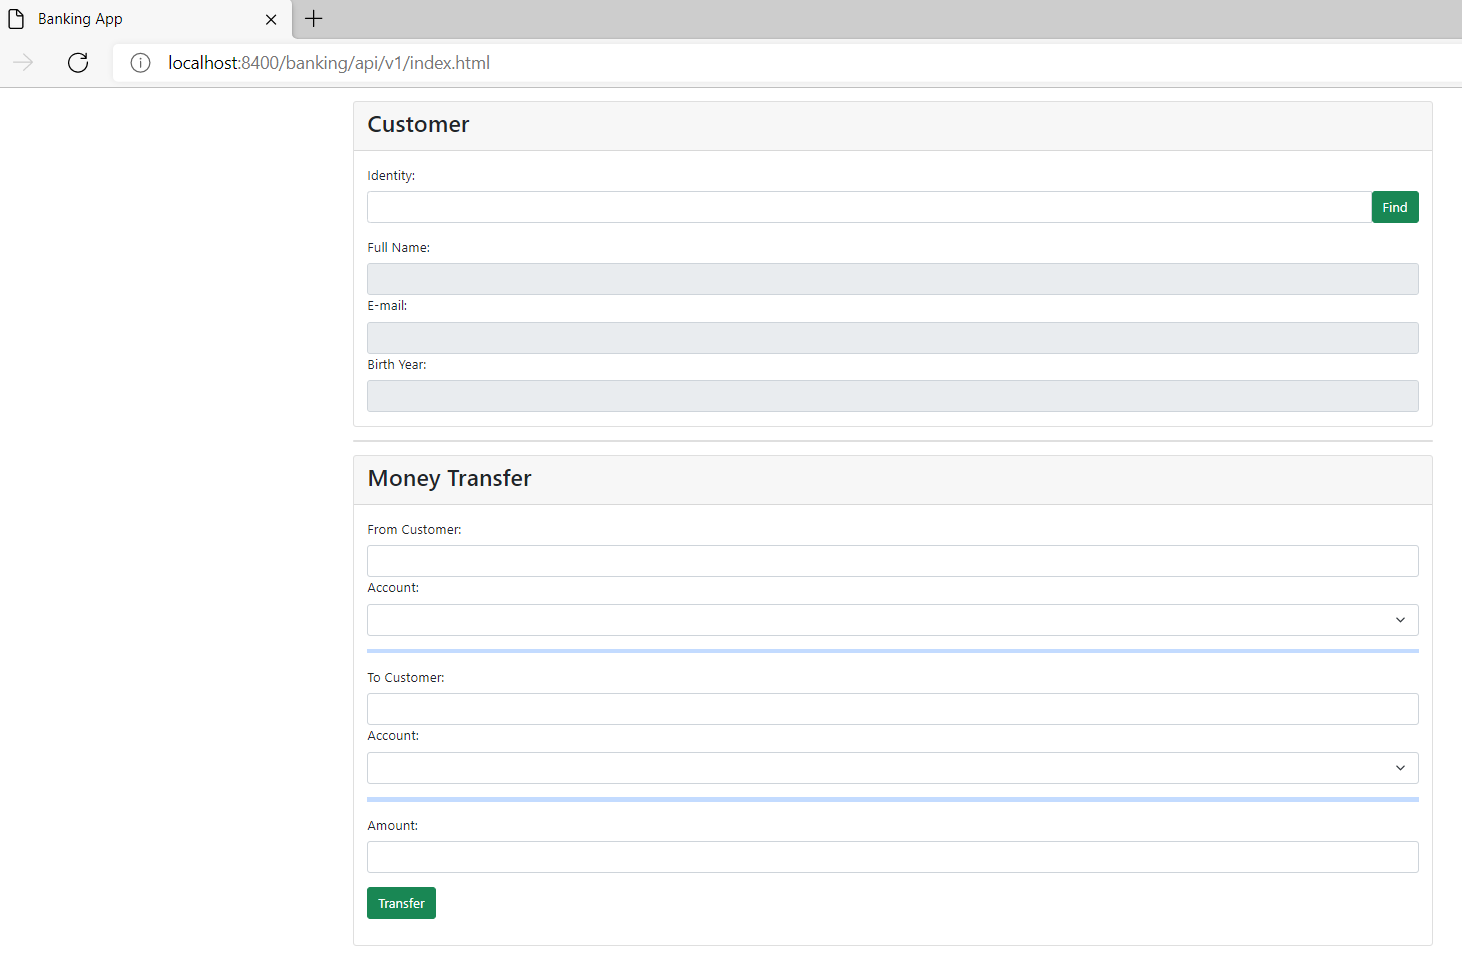 Banking App
localhost:8400/banking/api/v1/index.html
Customer
Identity:
Find
Full Name:
E-mail:
Birth Year:
Money Transfer
From Customer:
Account:
To Customer:
Account:
Amount:
Transfer